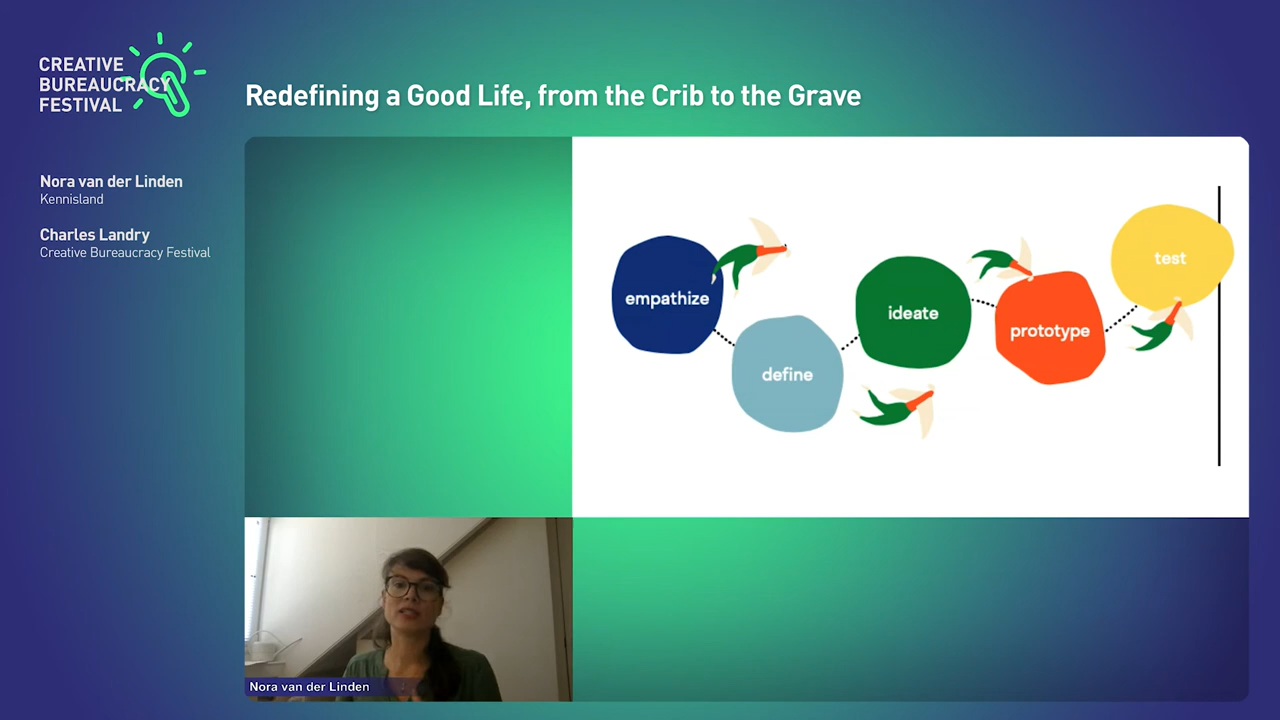 CREATIVE
BUREAUCRACY
FESTIVAL
Redefining a Good Life, from the Crib to the Grave
Nora van der Linden
Kennisland
Charles Landry
Creative Bureaucracy Festival
empathize
define
ideate
prototype
test
Nora van der Linden